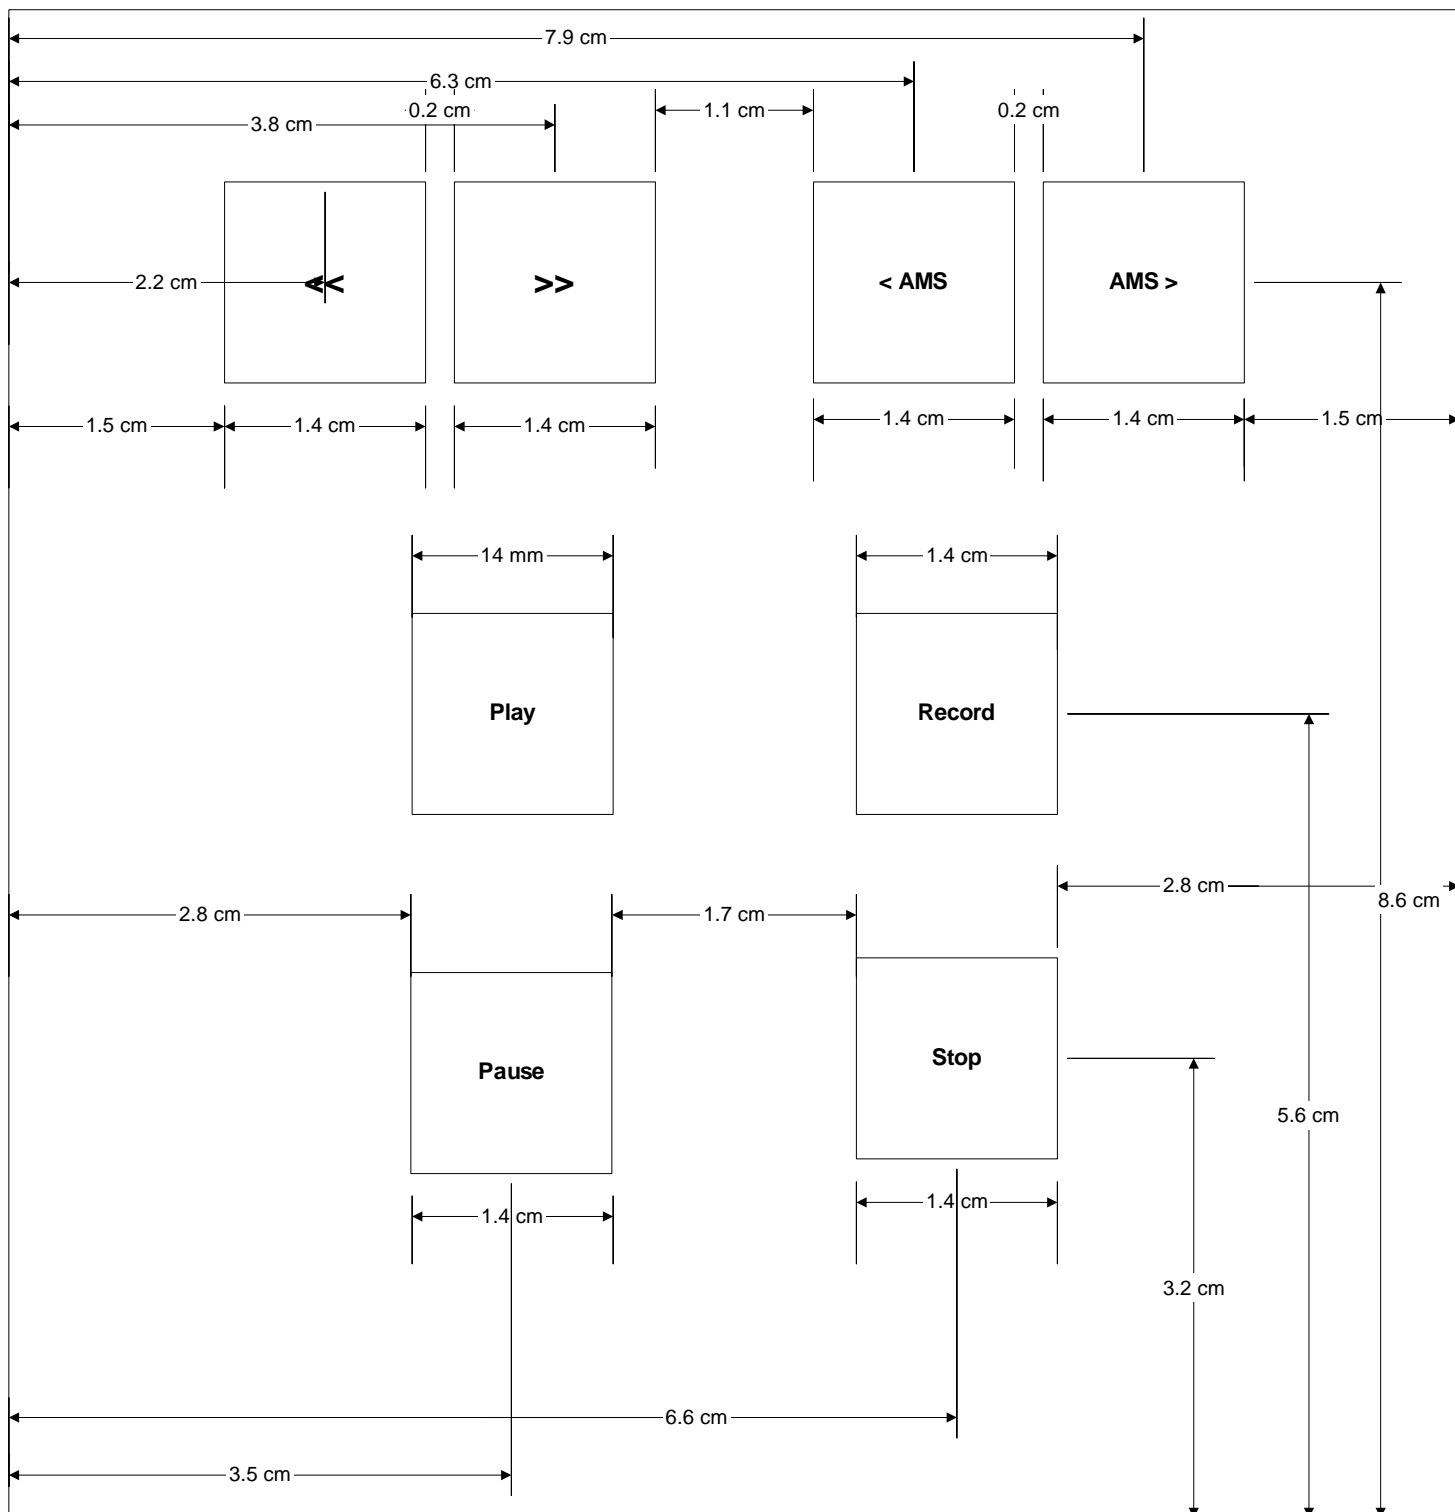 7.9 cm
6.3 cm
0.2 cm
1.1 cm
0.2 cm
3.8 cm
2.2 cm
<<
>>
< AMS
AMS >
1.5 cm
1.4 cm
1.4 cm
1.4 cm
1.4 cm
1.5 cm
14 mm
1.4 cm
Play
Record
2.8 cm
1.7 cm
2.8 cm
8.6 cm
Pause
Stop
5.6 cm
1.4 cm
1.4 cm
3.2 cm
6.6 cm
3.5 cm